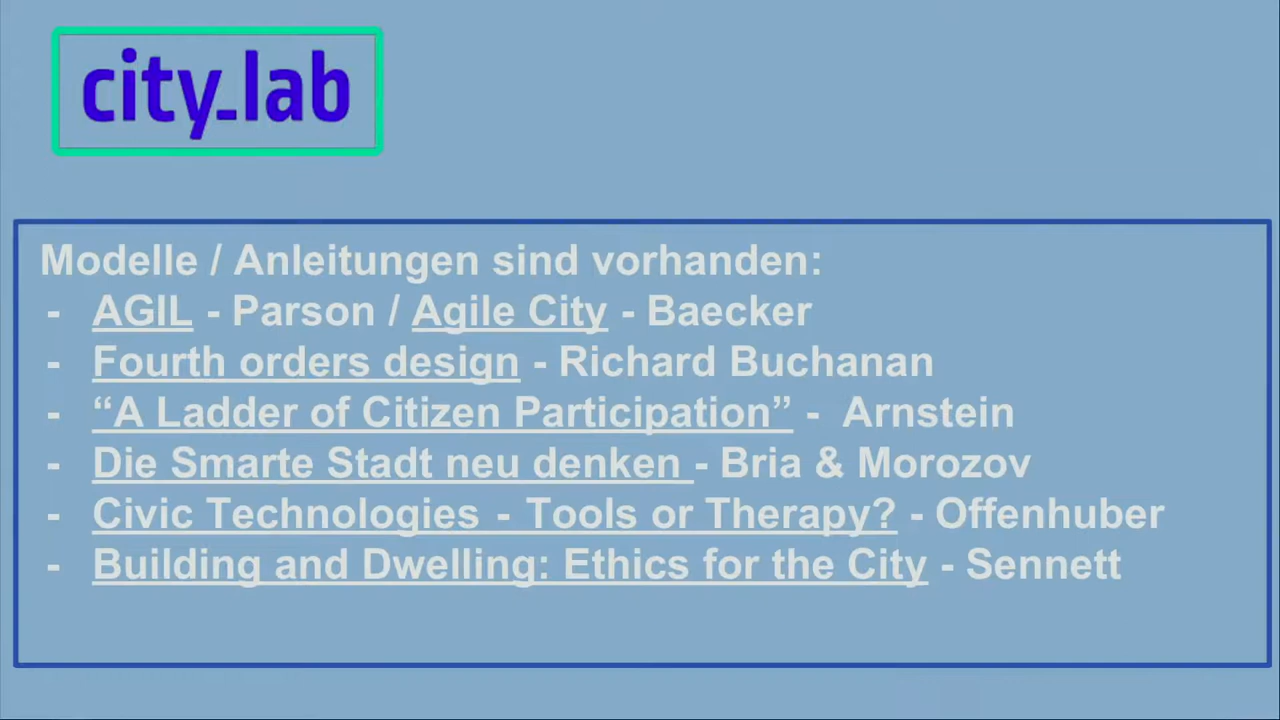 city_lab
Modelle / Anleitungen sind vorhanden:
- AGIL - Parson / Agile City - Baecker
- Fourth orders design - Richard Buchanan
- “A Ladder of Citizen Participation” - Arnstein
- Die Smarte Stadt neu denken - Bria & Morozov
- Civic Technologies - Tools or Therapy? - Offenhuber
- Building and Dwelling: Ethics for the City - Sennett